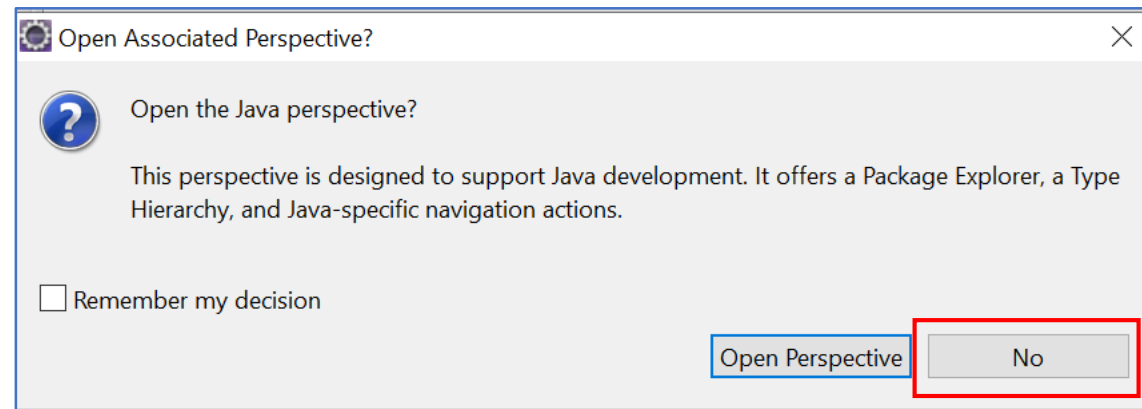 Open Associated Perspective?
Open the Java perspective?
This perspective is designed to support Java development. It offers a Package Explorer, a Type
Hierarchy, and Java-specific navigation actions.
Remember my decision
Open Perspective
No